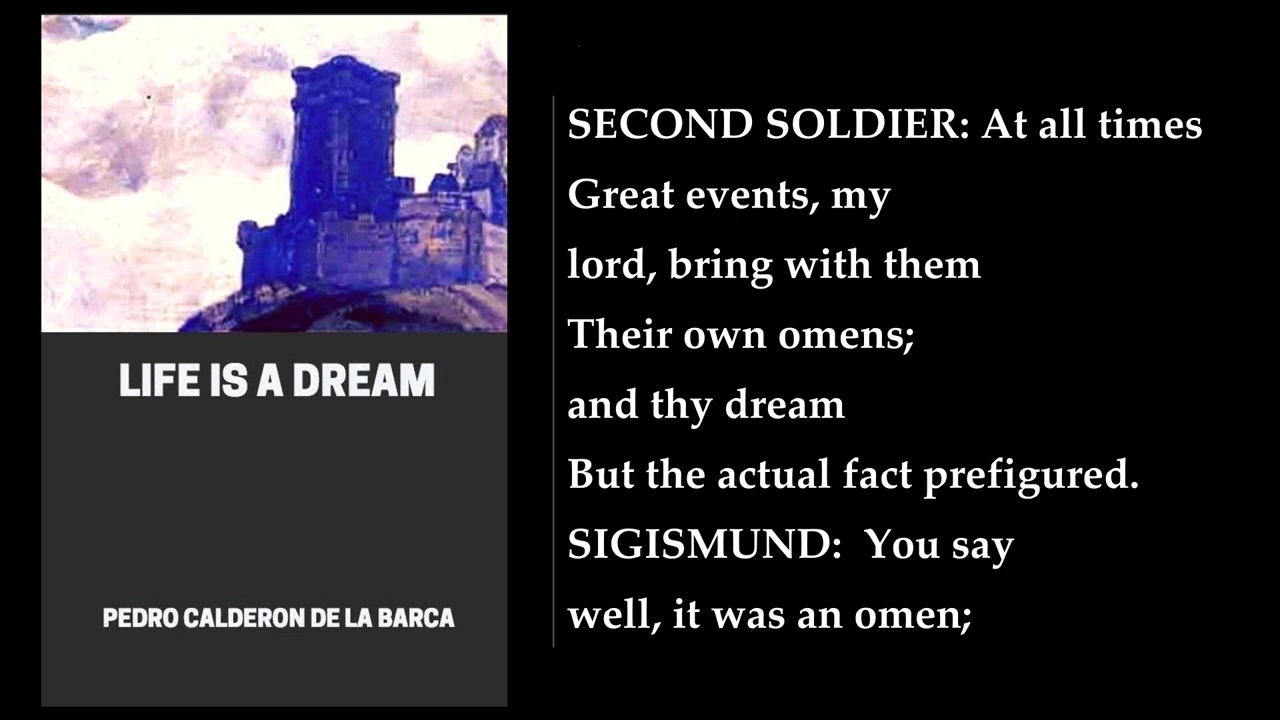 LIFE IS A DREAM
PEDRO CALDERON DE LA BARCA
SECOND SOLDIER: At all times
Great events, my
lord, bring with them
Their own omens;
and thy dream
But the actual fact prefigured.
SIGISMUND: You say
well, it was an omen;